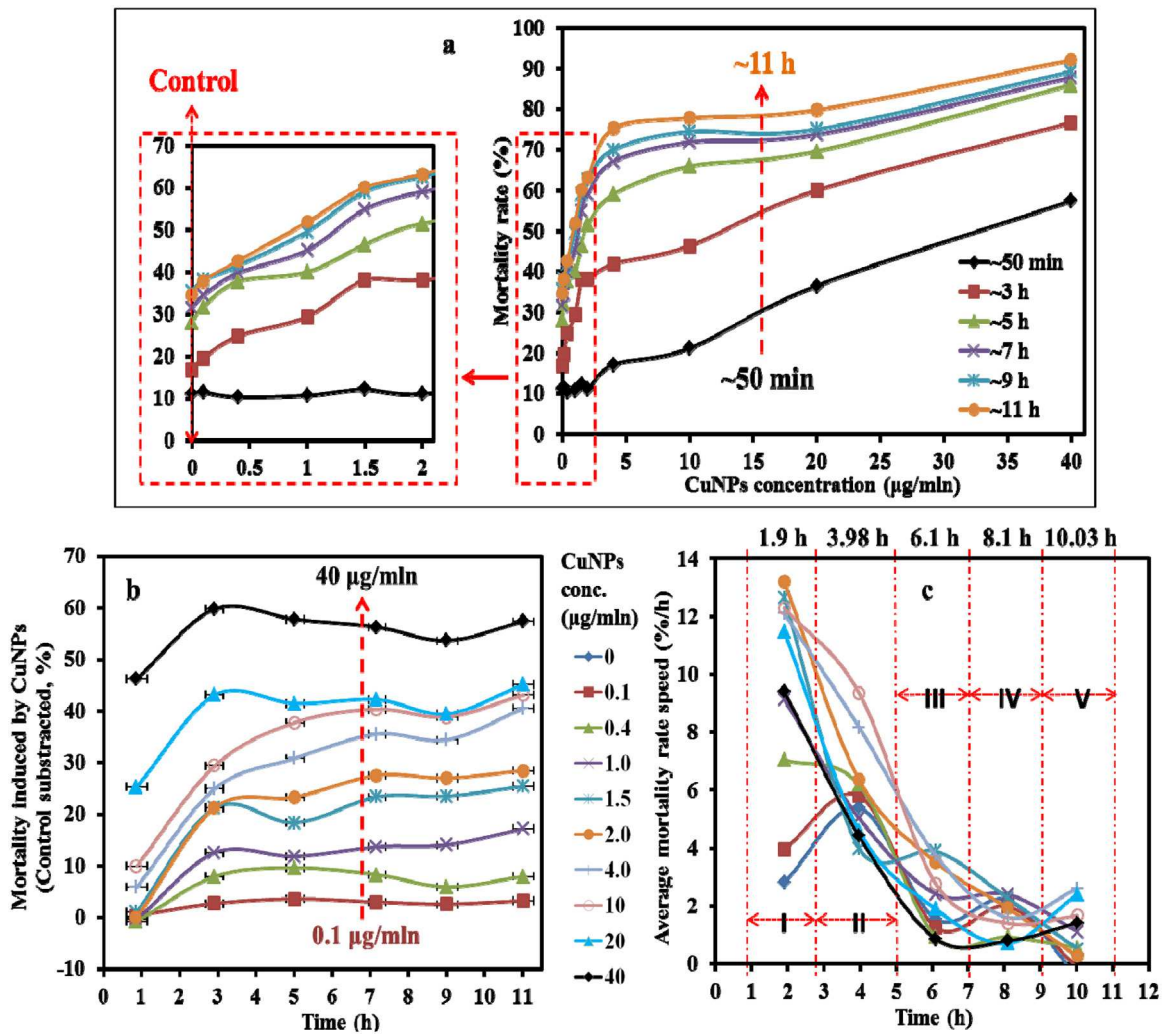 a
Control
70
60
50
40
30
20
10
0
0 0.5 1 1.5 2
Mortality rate (%)
100
90
80
70
60
50
40
30
20
10
0
~11 h
~50 min
~50 min
~3 h
~5 h
~7 h
~9 h
~11 h
0 5 10 15 20 25 30 35 40
CuNPs concentration (µg/mln)
b
Mortality induced by CuNPs
(Control substracted, %)
70
60
50
40
30
20
10
0
-10
40 µg/mln
0.1 µg/mln
0 1 2 3 4 5 6 7 8 9 10 11
Time (h)
CuNPs
conc.
(µg/mln)
0
0.1
0.4
1.0
1.5
2.0
4.0
10
20
40
1.9 h 3.98 h 6.1 h 8.1 h 10.03 h
c
Average mortality rate speed (%/h)
14
12
10
8
6
4
2
0
III IV V
I II
0 1 2 3 4 5 6 7 8 9 10 11 12
Time (h)